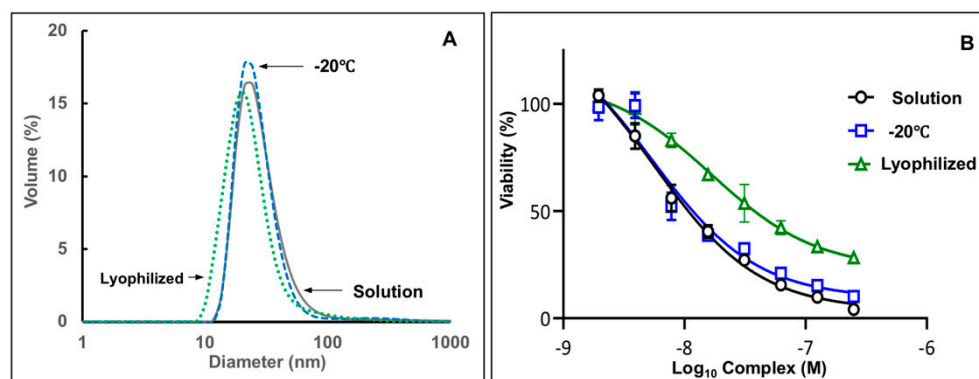 A
20
15
10
5
0
Volume (%)
-20℃
Lyophilized
Solution
1
10
100
1000
Diameter (nm)
B
100
50
0
Viability (%)
Solution
-20℃
Lyophilized
-9
-8
-7
-6
Log₁₀ Complex (M)